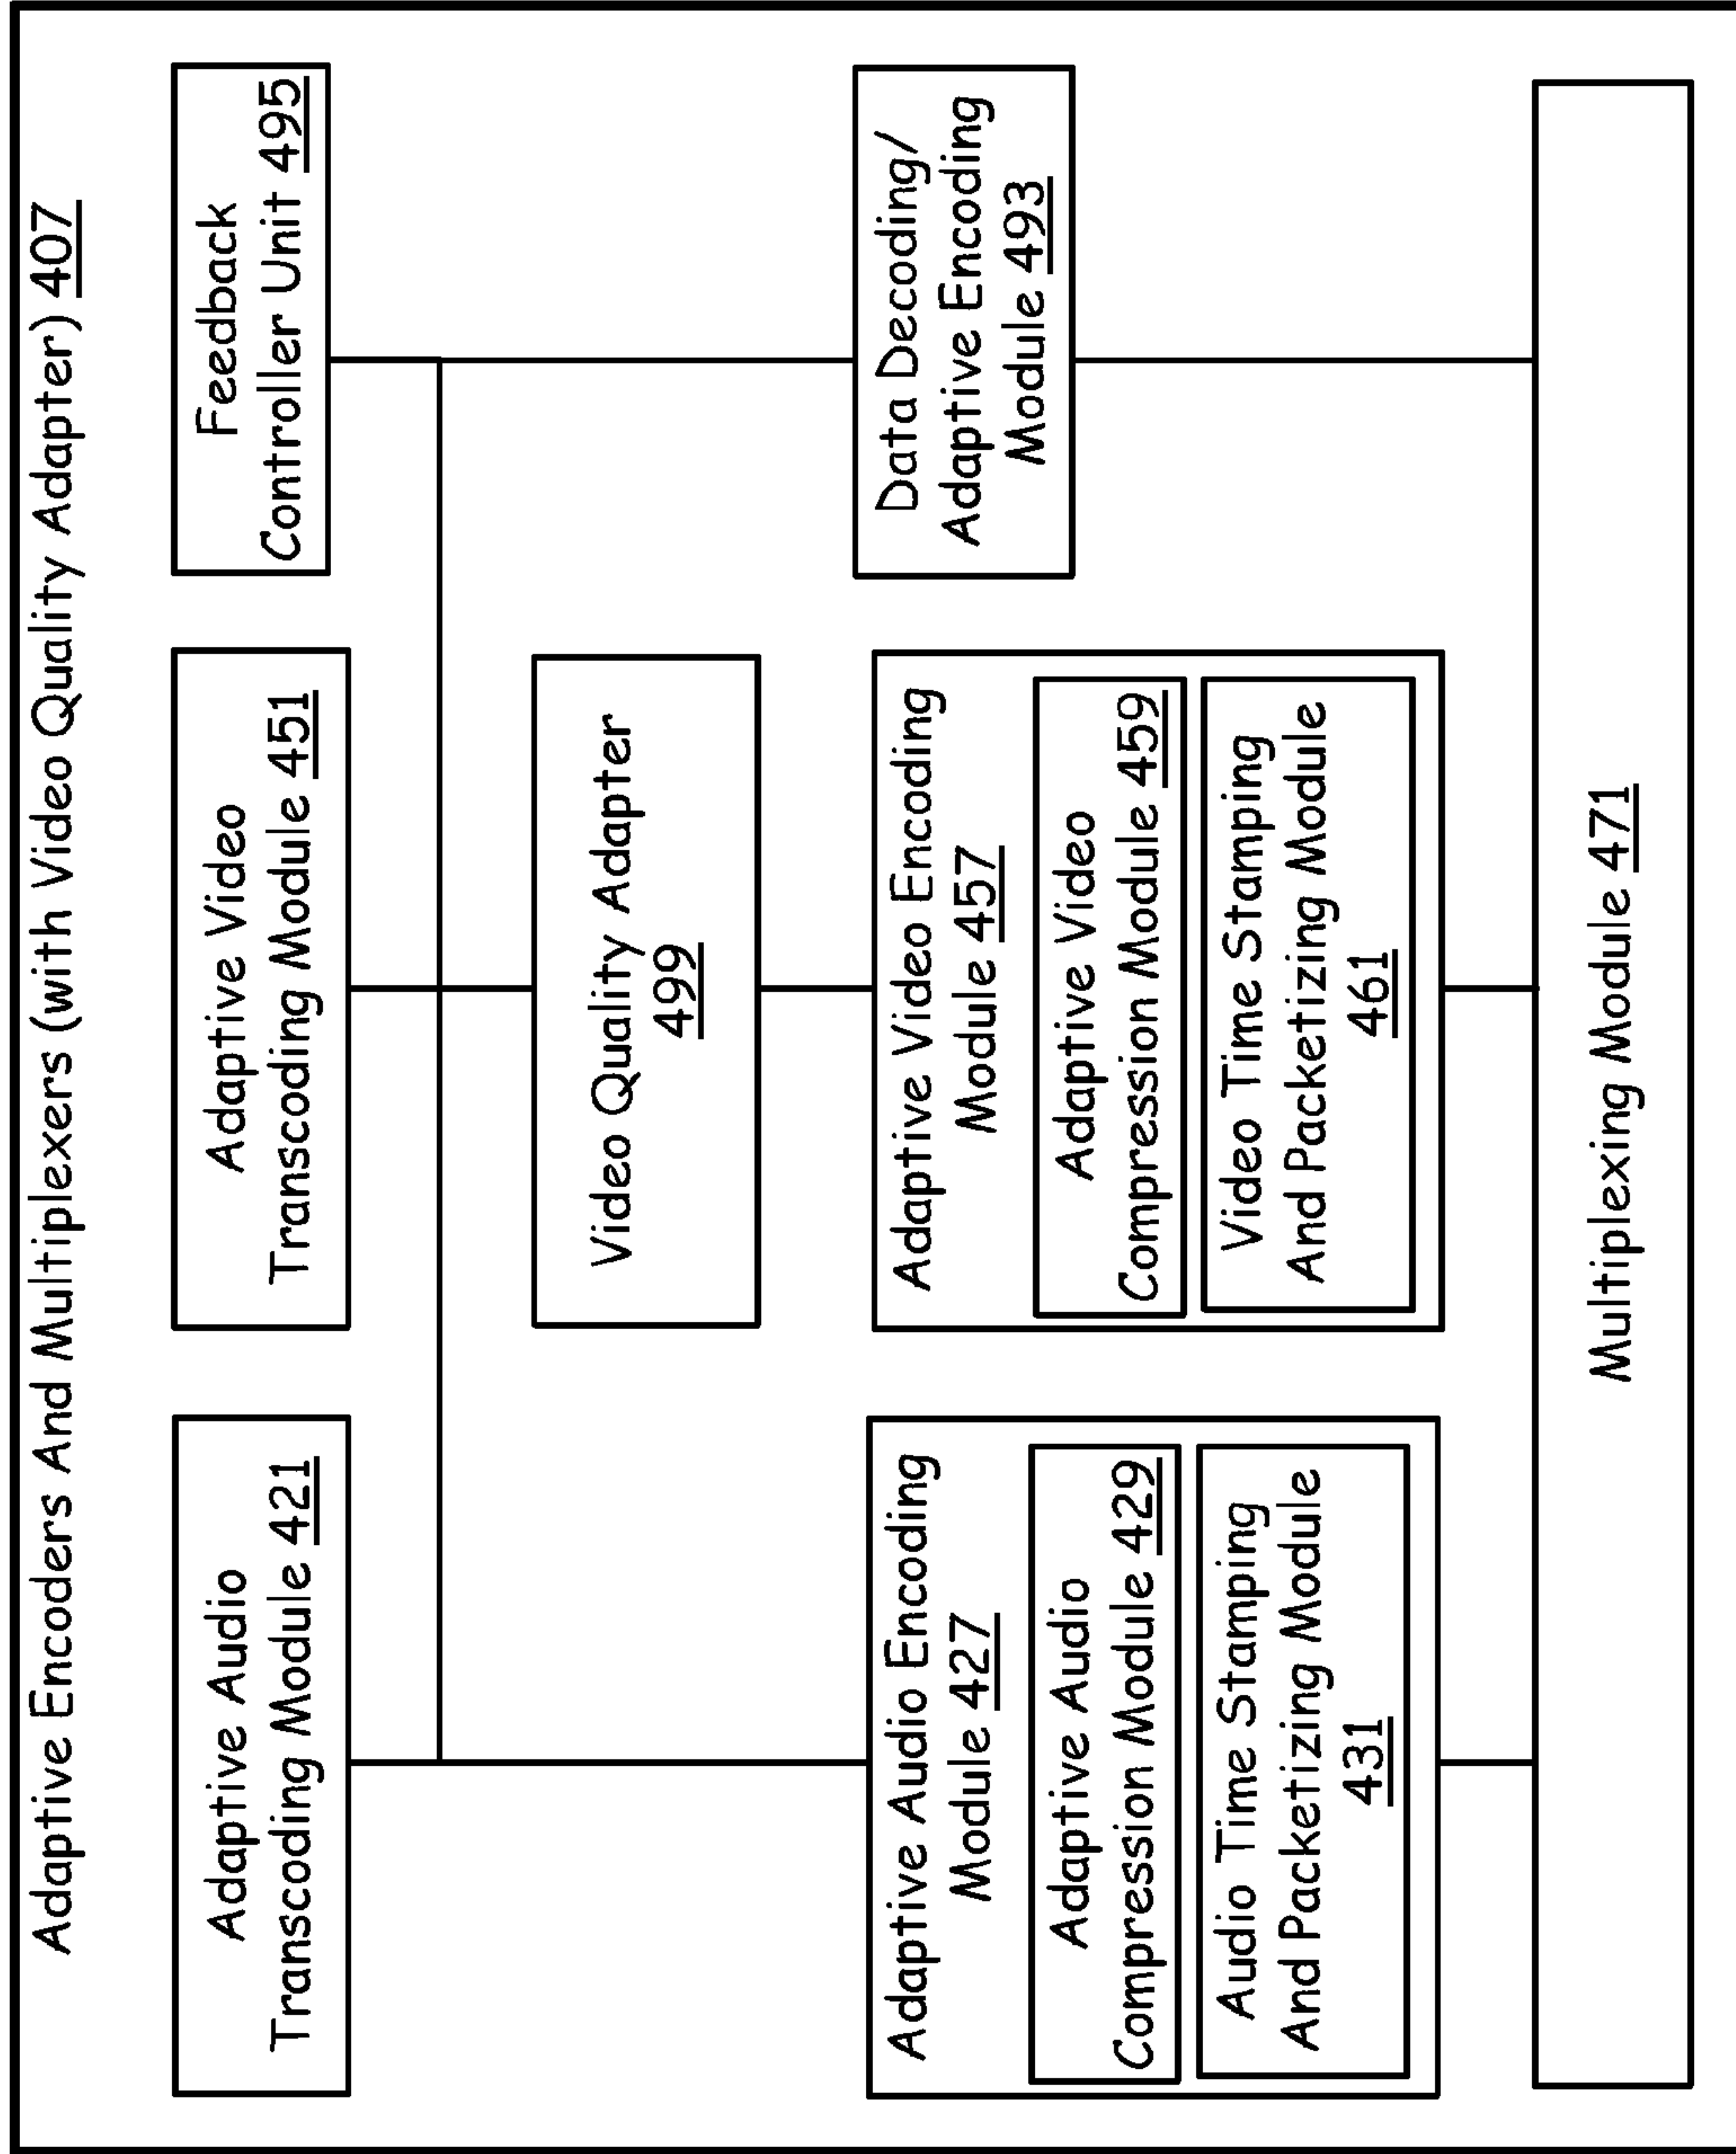 Adaptive Encoders And Multiplexers (with Video Quality Adapter) 407
Adaptive Audio
Transcoding Module 421
Adaptive Video
Transcoding Module 451
Feedback
Controller Unit 495
Video Quality Adapter
499
Adaptive Audio Encoding
Module 427
Adaptive Audio
Compression Module 429
Audio Time Stamping
And Packetizing Module
431
Adaptive Video Encoding
Module 457
Adaptive Video
Compression Module 459
Video Time Stamping
And Packetizing Module
461
Data Decoding/
Adaptive Encoding
Module 493
Multiplexing Module 471